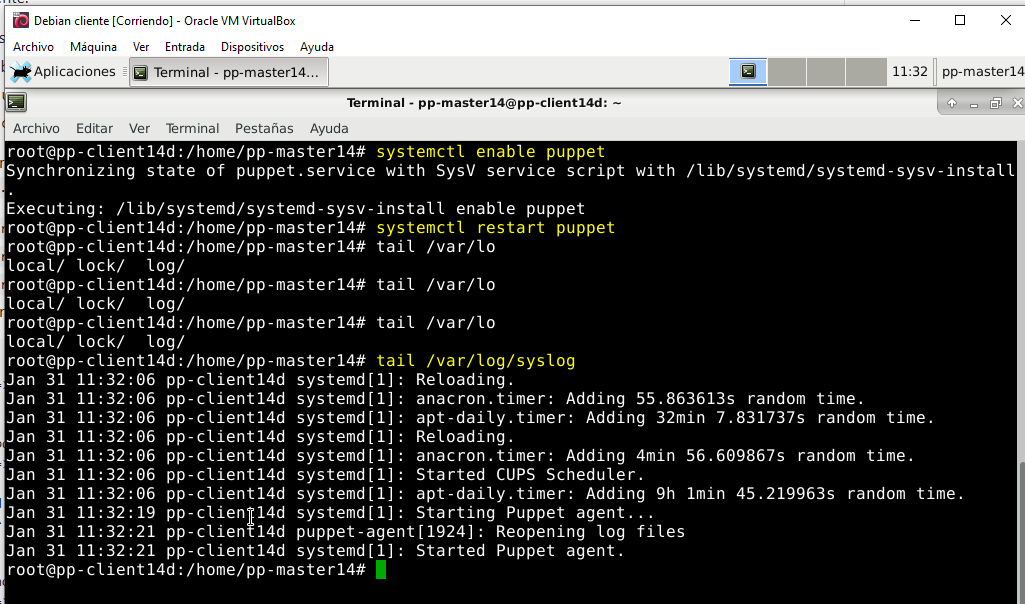 Debian cliente [Corriendo] - Oracle VM VirtualBox
Archivo Máquina Ver Entrada Dispositivos Ayuda
Aplicaciones Terminal - pp-master14... 11:32 pp-master14
Terminal - pp-master14@pp-client14d: ~
Archivo Editar Ver Terminal Pestañas Ayuda
root@pp-client14d:/home/pp-master14# systemctl enable puppet
Synchronizing state of puppet.service with SysV service script with /lib/systemd/systemd-sysv-install
.
Executing: /lib/systemd/systemd-sysv-install enable puppet
root@pp-client14d:/home/pp-master14# systemctl restart puppet
root@pp-client14d:/home/pp-master14# tail /var/lo
local/ lock/  log/
root@pp-client14d:/home/pp-master14# tail /var/lo
local/ lock/  log/
root@pp-client14d:/home/pp-master14# tail /var/lo
local/ lock/  log/
root@pp-client14d:/home/pp-master14# tail /var/log/syslog
Jan 31 11:32:06 pp-client14d systemd[1]: Reloading.
Jan 31 11:32:06 pp-client14d systemd[1]: anacron.timer: Adding 55.863613s random time.
Jan 31 11:32:06 pp-client14d systemd[1]: apt-daily.timer: Adding 32min 7.831737s random time.
Jan 31 11:32:06 pp-client14d systemd[1]: Reloading.
Jan 31 11:32:06 pp-client14d systemd[1]: anacron.timer: Adding 4min 56.609867s random time.
Jan 31 11:32:06 pp-client14d systemd[1]: Started CUPS Scheduler.
Jan 31 11:32:06 pp-client14d systemd[1]: apt-daily.timer: Adding 9h 1min 45.219963s random time.
Jan 31 11:32:19 pp-client14d systemd[1]: Starting Puppet agent...
Jan 31 11:32:21 pp-client14d puppet-agent[1924]: Reopening log files
Jan 31 11:32:21 pp-client14d systemd[1]: Started Puppet agent.
root@pp-client14d:/home/pp-master14#